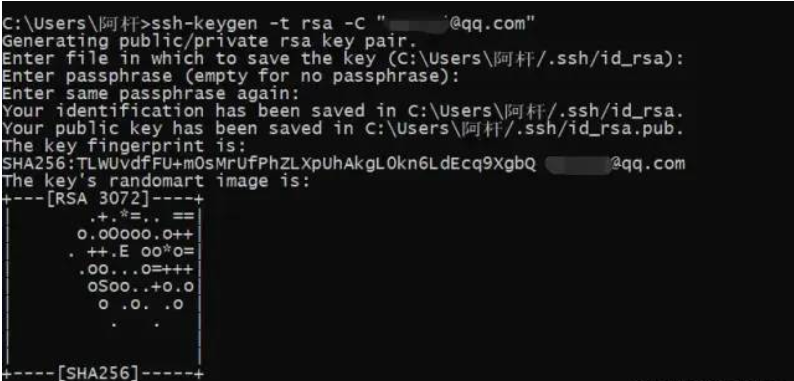 C:\Users\阿杆>ssh-keygen -t rsa -C "@qq.com"
Generating public/private rsa key pair.
Enter file in which to save the key (C:\Users\阿杆/.ssh/id_rsa):
Enter passphrase (empty for no passphrase):
Enter same passphrase again:
Your identification has been saved in C:\Users\阿杆/.ssh/id_rsa.
Your public key has been saved in C:\Users\阿杆/.ssh/id_rsa.pub.
The key fingerprint is:
SHA256:TLWUvdfFU+mOsMrUfPhZLXpUhAkgLOkn6LdEcq9XgbQ @qq.com
The key's randomart image is:
+---[RSA 3072]----+
|       .+.*=.. ==|
|      o.oOooo.o++|
|     . ++.E oo*o=|
|      .oo...o=+++|
|       oSoo..+o.o|
|        o .o. .o |
|         .   .   |
|                 |
|                 |
+----[SHA256]-----+